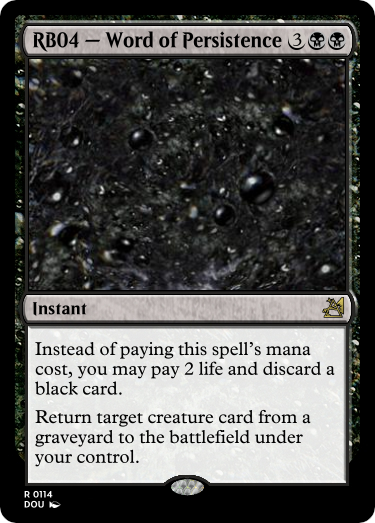 RB04 — Word of Persistence 3
Instant
Instead of paying this spell's mana
cost, you may pay 2 life and discard a
black card.
Return target creature card from a
graveyard to the battlefield under
your control.
R 0114
DOU